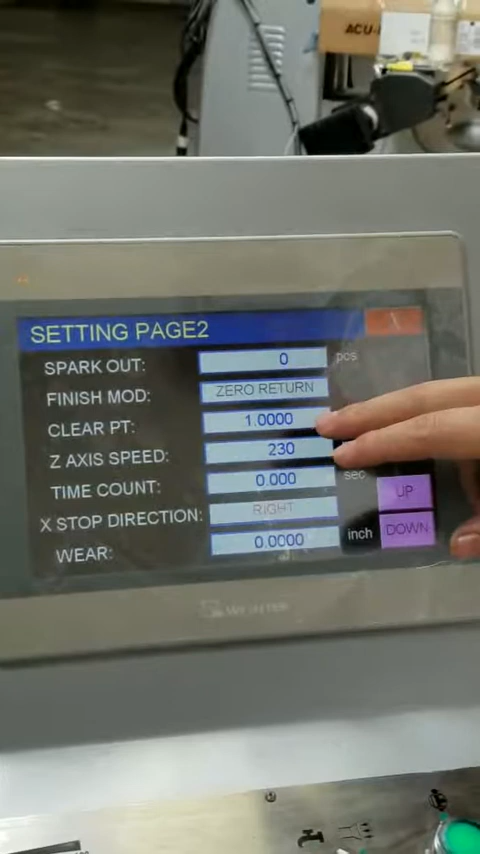 ACU-
SETTING PAGE2
X
SPARK OUT: 0 pcs
FINISH MOD: ZERO RETURN
CLEAR PT: 1.0000
Z AXIS SPEED: 230
TIME COUNT: 0.000 sec
X STOP DIRECTION: RIGHT
WEAR: 0.0000 inch
UP
DOWN